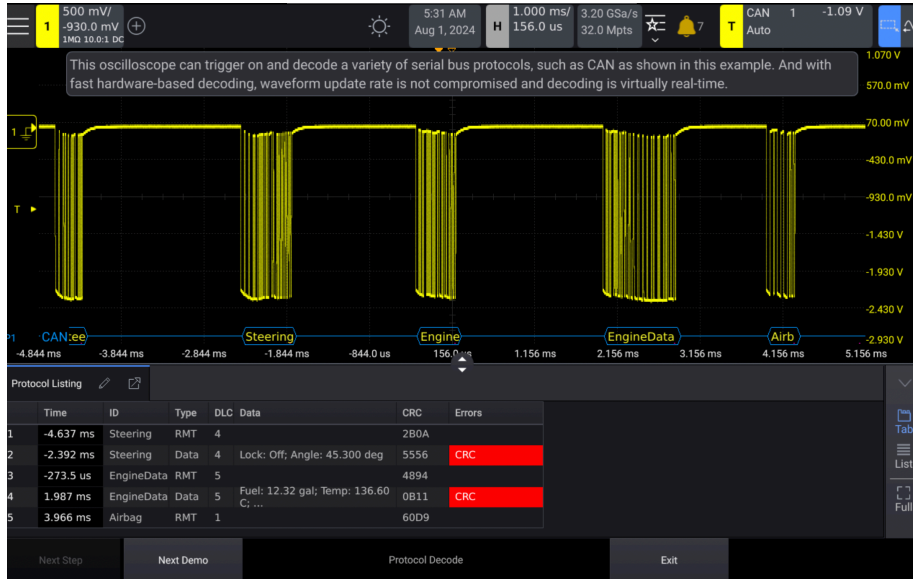 500 mV/
1
-930.0 mV
1MΩ 10.0:1 DC
5:31 AM
Aug 1, 2024
H
1.000 ms/
156.0 us
3.20 GSa/s
32.0 Mpts
7
T
CAN 1 -1.09 V
Auto
This oscilloscope can trigger on and decode a variety of serial bus protocols, such as CAN as shown in this example. And with
fast hardware-based decoding, waveform update rate is not compromised and decoding is virtually real-time.
1.070 V
570.0 mV
70.00 mV
-430.0 mV
-930.0 mV
-1.430 V
-1.930 V
-2.430 V
-2.930 V
1
T
CAN:ee Steering Engine EngineData Airb
-4.844 ms -3.844 ms -2.844 ms -1.844 ms -844.0 us 156.0 us 1.156 ms 2.156 ms 3.156 ms 4.156 ms 5.156 ms
Protocol Listing
Time ID Type DLC Data CRC Errors
1 -4.637 ms Steering RMT 4 2B0A
2 -2.392 ms Steering Data 4 Lock: Off; Angle: 45.300 deg 5556 CRC
3 -273.5 us EngineData RMT 5 4894
4 1.987 ms EngineData Data 5 Fuel: 12.32 gal; Temp: 136.60 C; ... 0B11 CRC
5 3.966 ms Airbag RMT 1 60D9
Tab
List
Full
Next Step Next Demo Protocol Decode Exit